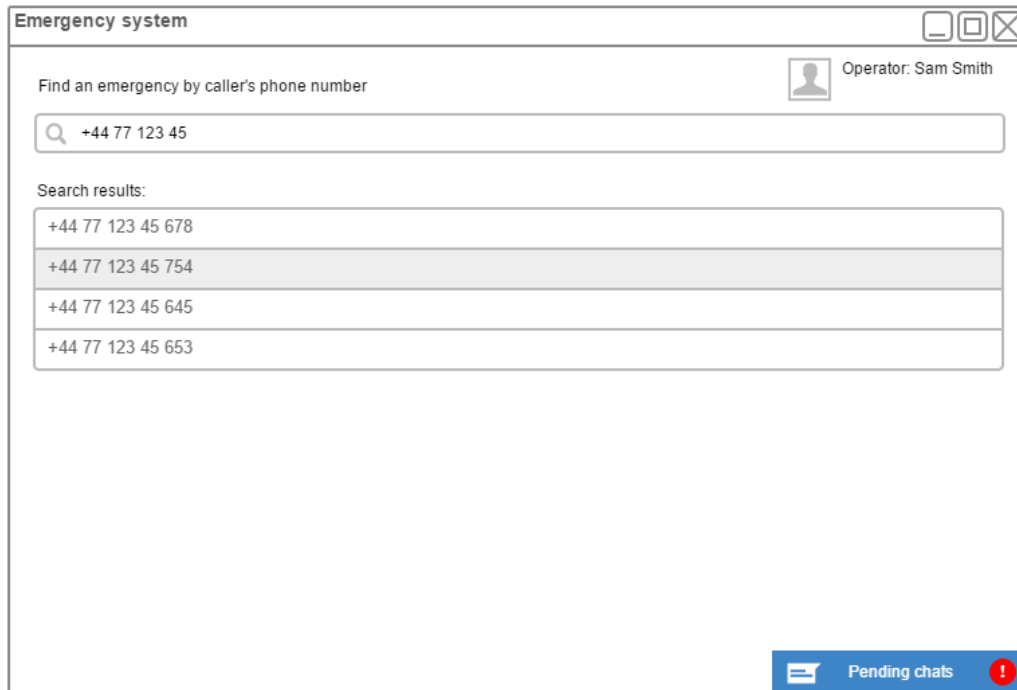 Emergency system
Operator: Sam Smith
Find an emergency by caller's phone number
+44 77 123 45
Search results:
+44 77 123 45 678
+44 77 123 45 754
+44 77 123 45 645
+44 77 123 45 653
Pending chats
!